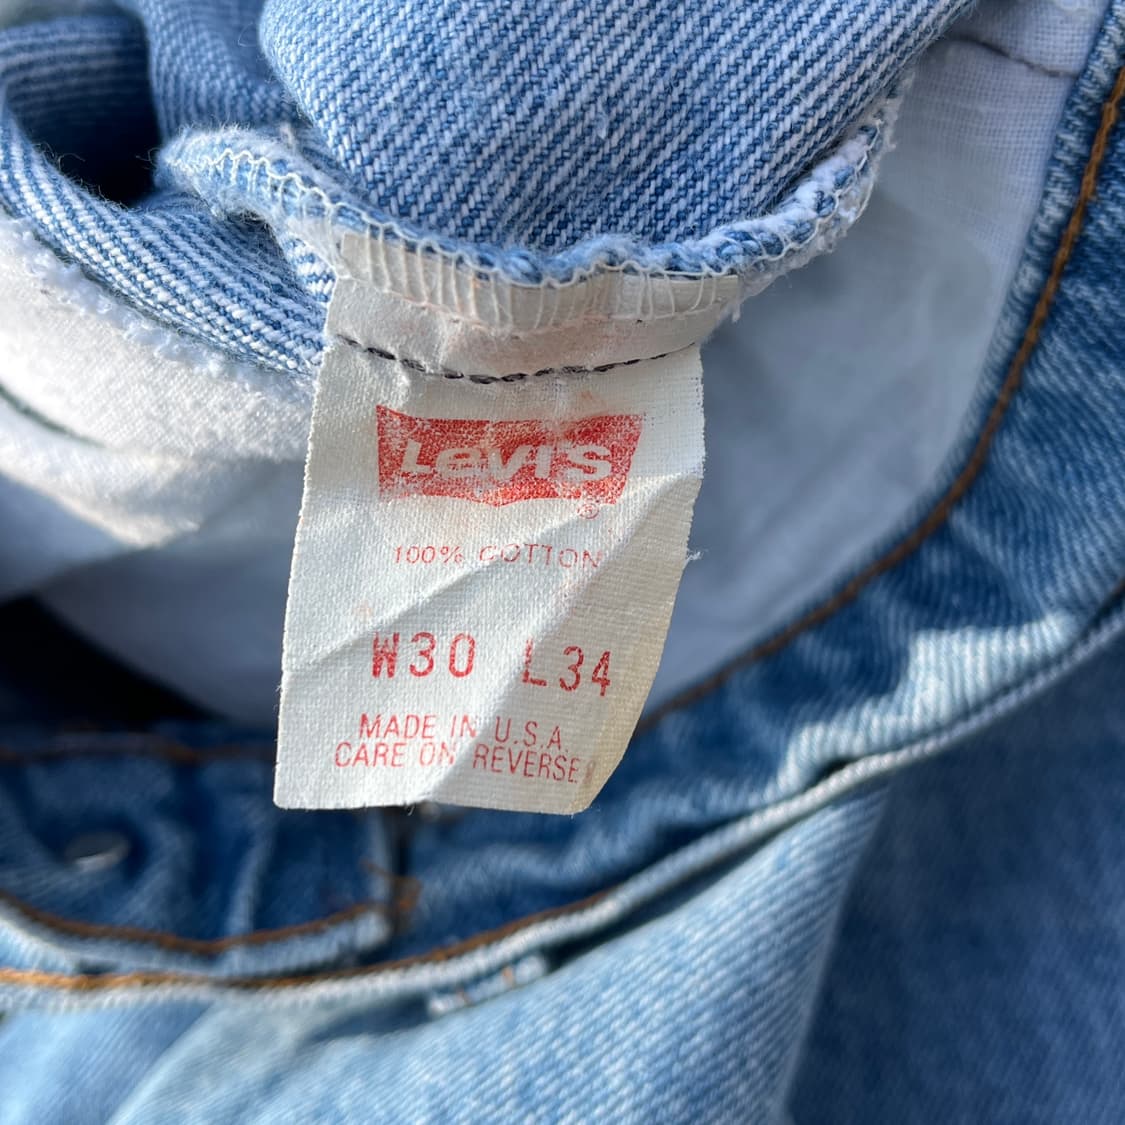 Levi's
®
100% COTTON
W30 L34
MADE IN U.S.A.
CARE ON REVERSE